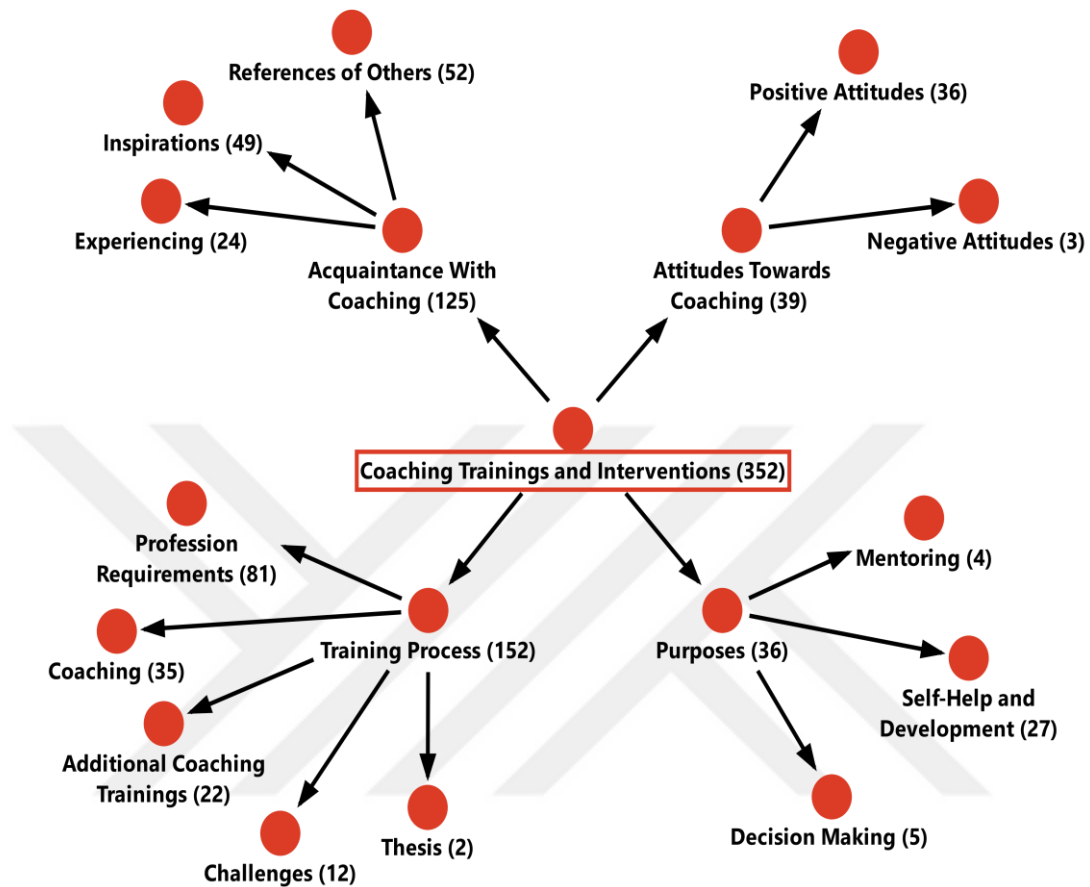 References of Others (52)
Positive Attitudes (36)
Inspirations (49)
Experiencing (24)
Negative Attitudes (3)
Acquaintance With
Coaching (125)
Attitudes Towards
Coaching (39)
Coaching Trainings and Interventions (352)
Profession
Requirements (81)
Mentoring (4)
Coaching (35)
Training Process (152)
Purposes (36)
Self-Help and
Development (27)
Additional Coaching
Trainings (22)
Challenges (12)
Thesis (2)
Decision Making (5)